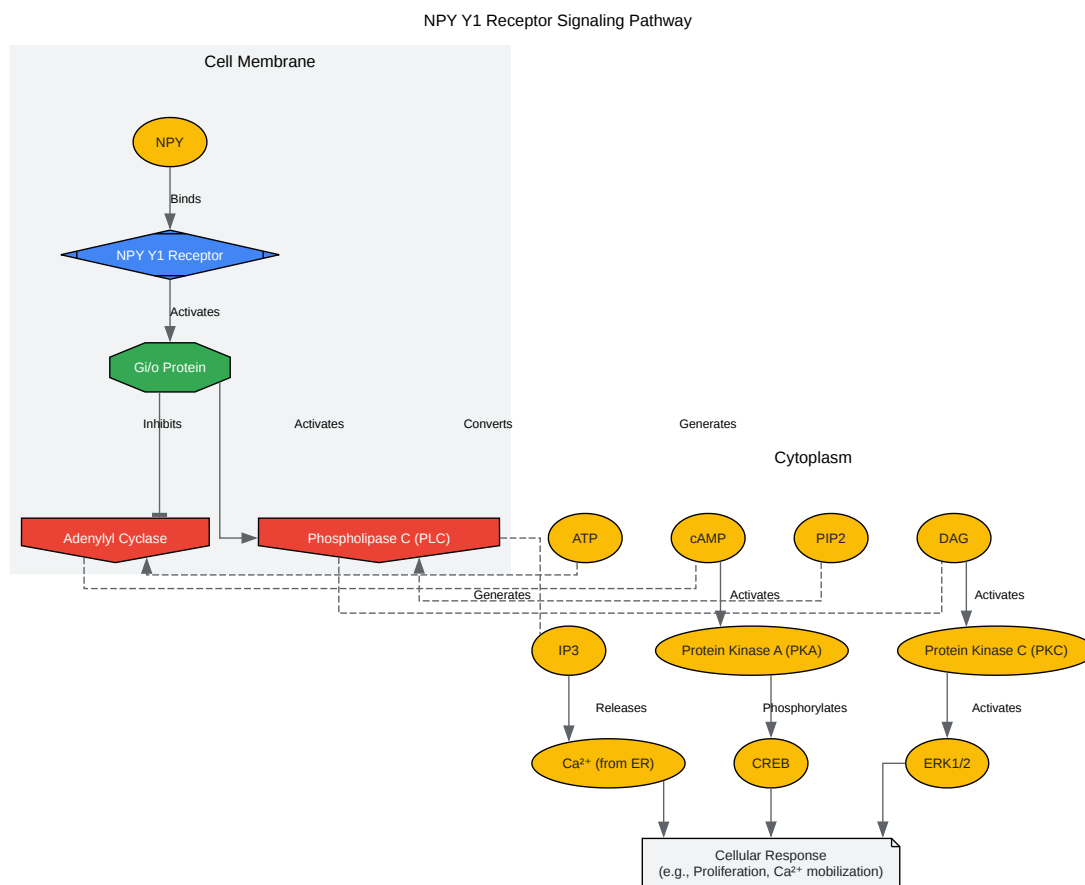 NPY Y1 Receptor Signaling Pathway
Cell Membrane
NPY
Binds
NPY Y1 Receptor
Activates
Gi/o Protein
Inhibits
Activates
Converts
Generates
Cytoplasm
Adenylyl Cyclase
Phospholipase C (PLC)
ATP
cAMP
PIP2
DAG
Generates
Activates
Activates
IP3
Protein Kinase A (PKA)
Protein Kinase C (PKC)
Releases
Phosphorylates
Activates
Ca²⁺ (from ER)
CREB
ERK1/2
Cellular Response
(e.g., Proliferation, Ca²⁺ mobilization)